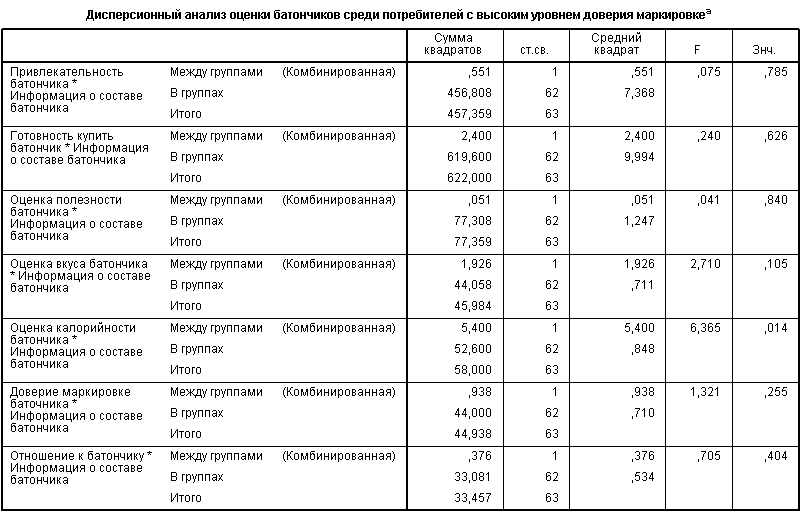 Дисперсионный анализ оценки батончиков среди потребителей с высоким уровнем доверия маркировке a
Сумма квадратов ст.св. Средний квадрат F Знч.
Привлекательность батончика * Информация о составе батончика Между группами (Комбинированная) ,551 1 ,551 ,075 ,785
В группах 456,808 62 7,368
Итого 457,359 63
Готовность купить батончик * Информация о составе батончика Между группами (Комбинированная) 2,400 1 2,400 ,240 ,626
В группах 619,600 62 9,994
Итого 622,000 63
Оценка полезности батончика * Информация о составе батончика Между группами (Комбинированная) ,051 1 ,051 ,041 ,840
В группах 77,308 62 1,247
Итого 77,359 63
Оценка вкуса батончика * Информация о составе батончика Между группами (Комбинированная) 1,926 1 1,926 2,710 ,105
В группах 44,058 62 ,711
Итого 45,984 63
Оценка калорийности батончика * Информация о составе батончика Между группами (Комбинированная) 5,400 1 5,400 6,365 ,014
В группах 52,600 62 ,848
Итого 58,000 63
Доверие маркировке батончика * Информация о составе батончика Между группами (Комбинированная) ,938 1 ,938 1,321 ,255
В группах 44,000 62 ,710
Итого 44,938 63
Отношение к батончику * Информация о составе батончика Между группами (Комбинированная) ,376 1 ,376 ,705 ,404
В группах 33,081 62 ,534
Итого 33,457 63